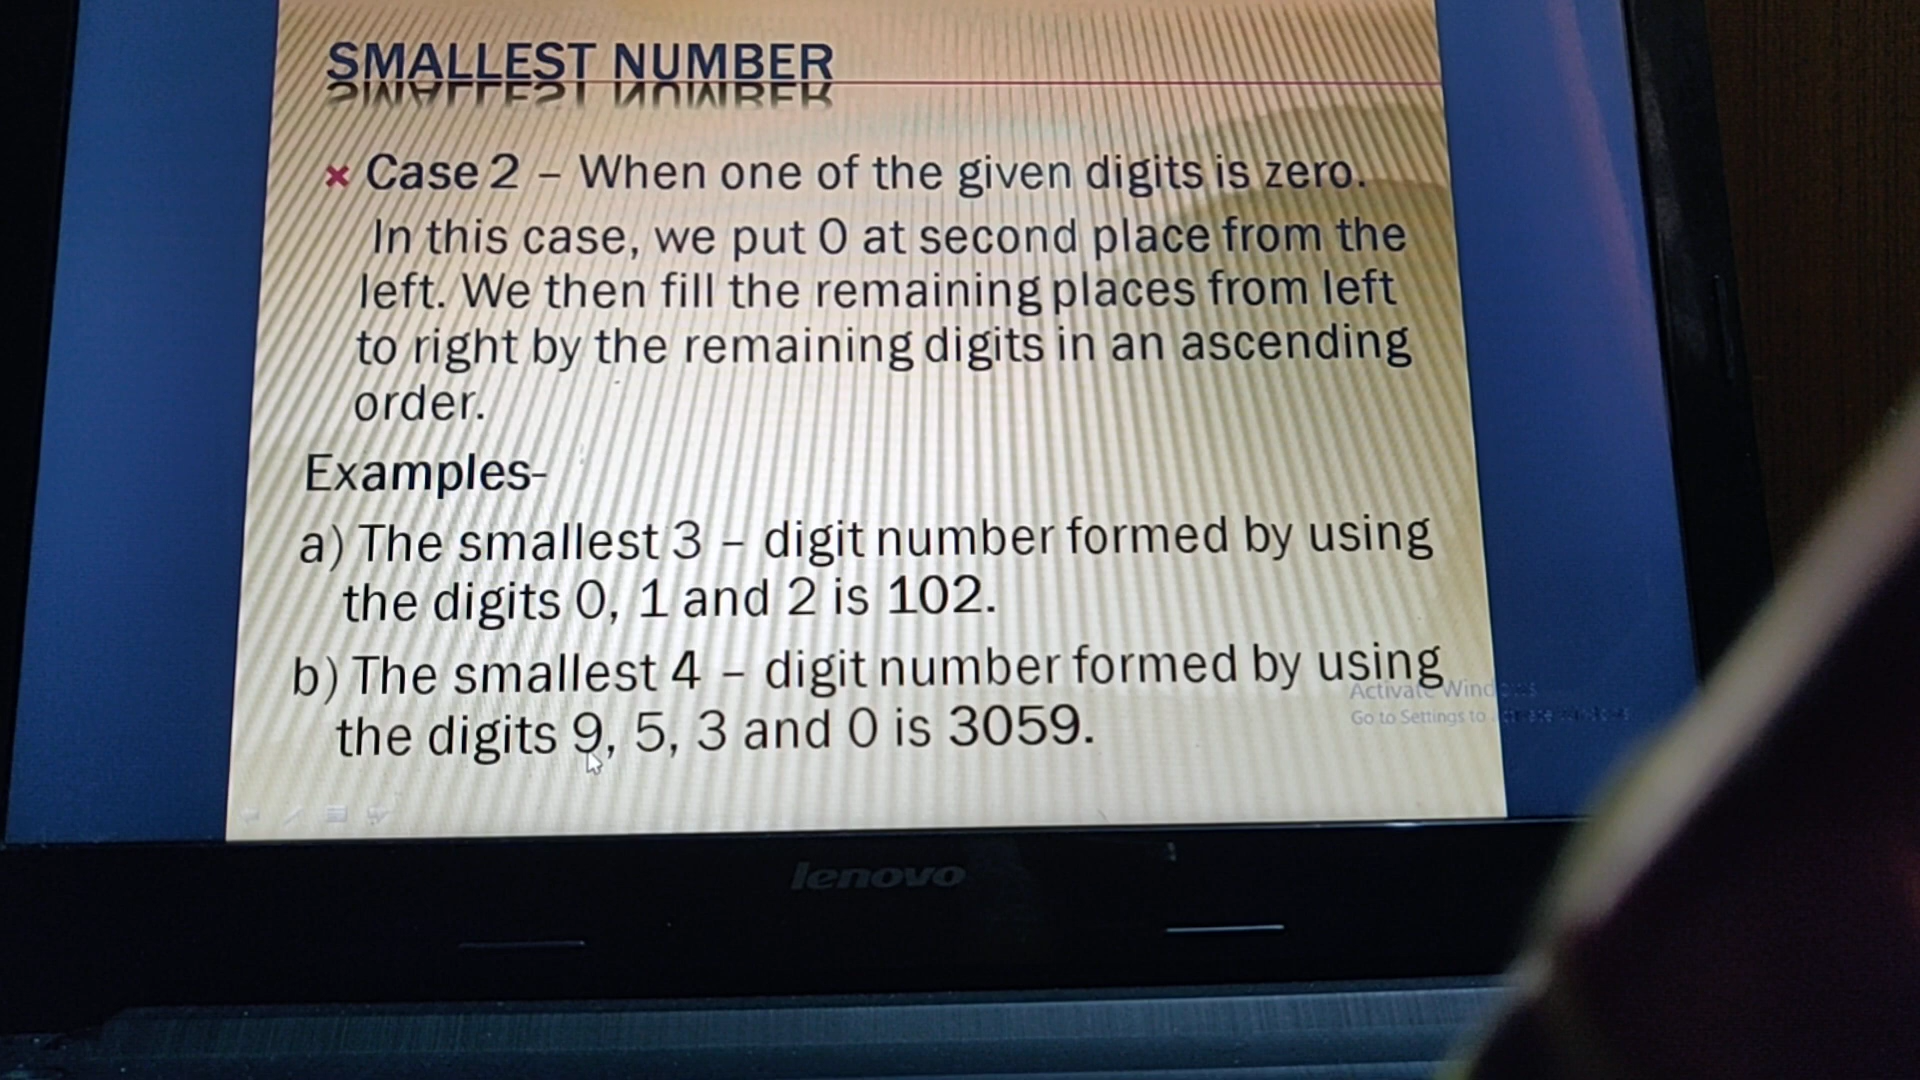 SMALLEST NUMBER
× Case 2 – When one of the given digits is zero.
In this case, we put 0 at second place from the
left. We then fill the remaining places from left
to right by the remaining digits in an ascending
order.
Examples-
a) The smallest 3 – digit number formed by using
the digits 0, 1 and 2 is 102.
b) The smallest 4 – digit number formed by using
the digits 9, 5, 3 and 0 is 3059.
Activate Windows
Go to Settings to
lenovo